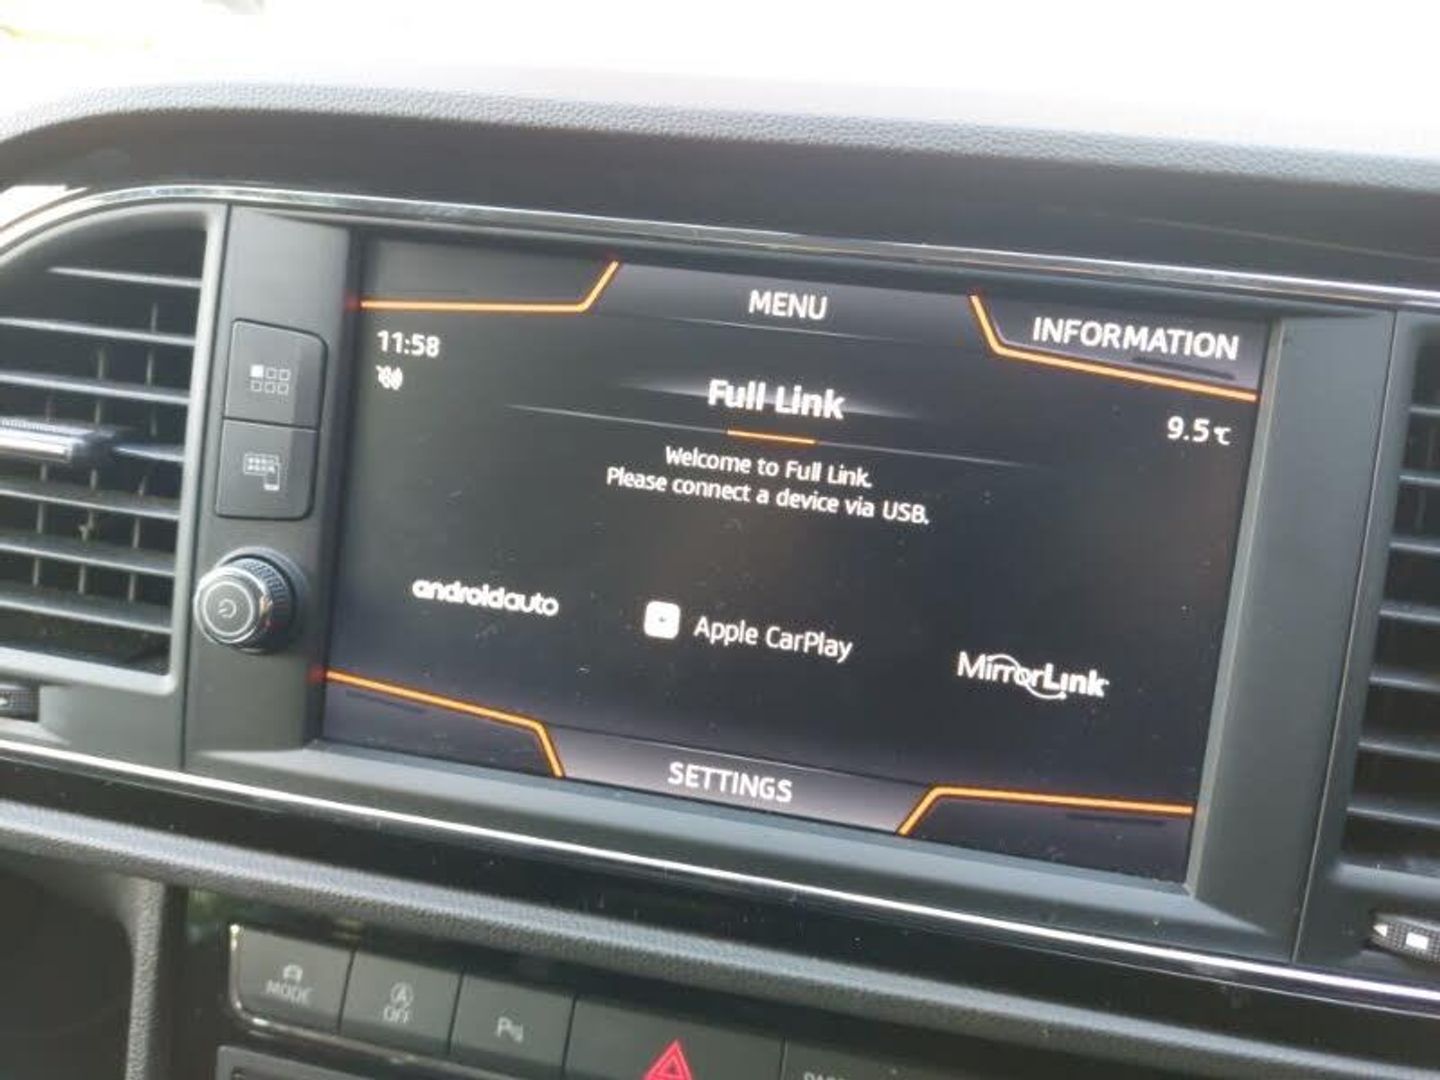 MENU
INFORMATION
11:58
Full Link
9.5℃
Welcome to Full Link.
Please connect a device via USB.
androidauto
Apple CarPlay
MirrorLink
SETTINGS
MODE
A
OFF
P